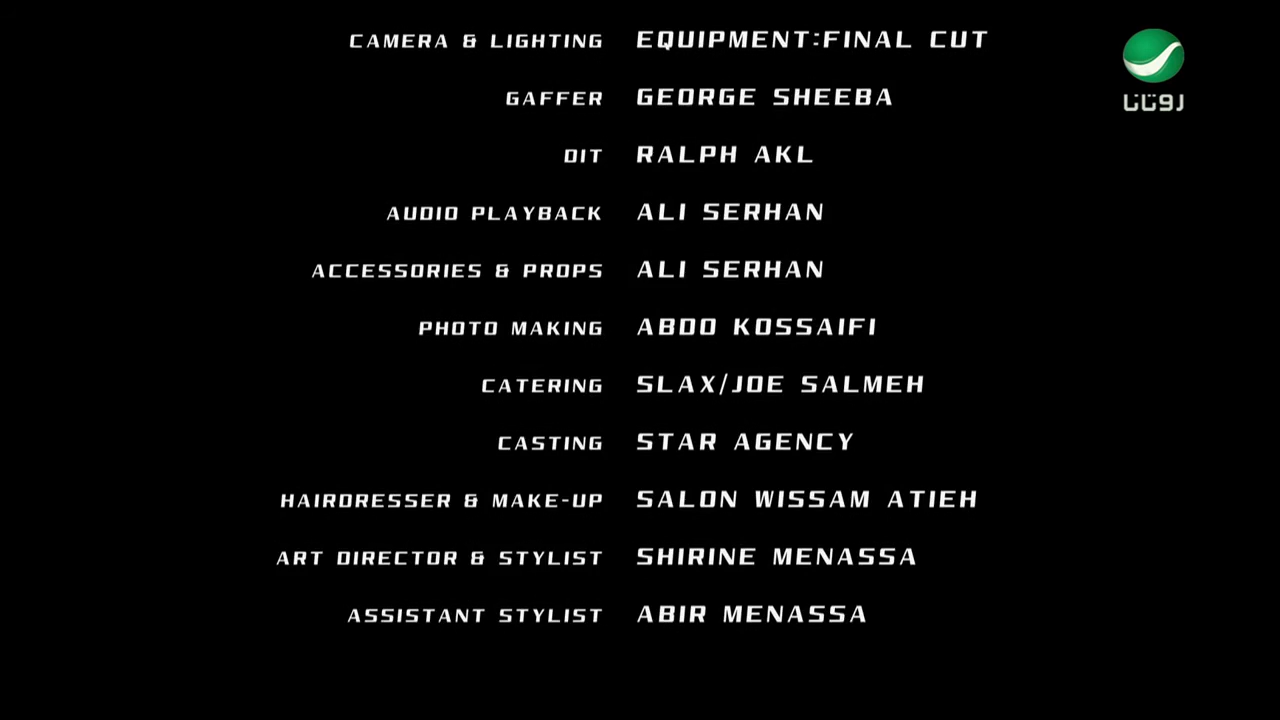 CAMERA & LIGHTING EQUIPMENT:FINAL CUT
روتانا
GAFFER GEORGE SHEEBA
DIT RALPH AKL
AUDIO PLAYBACK ALI SERHAN
ACCESSORIES & PROPS ALI SERHAN
PHOTO MAKING ABDO KOSSAIFI
CATERING SLAX/JOE SALMEH
CASTING STAR AGENCY
HAIRDRESSER & MAKE-UP SALON WISSAM ATIEH
ART DIRECTOR & STYLIST SHIRINE MENASSA
ASSISTANT STYLIST ABIR MENASSA